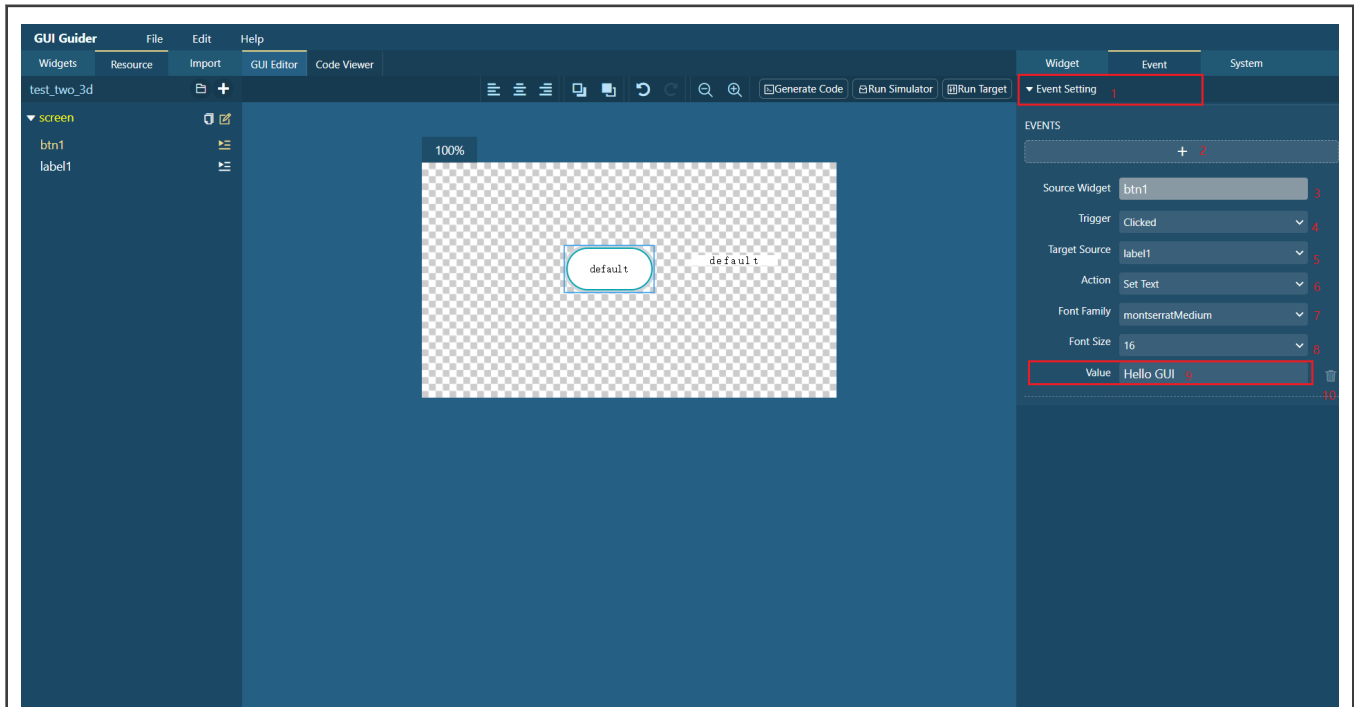 GUI Guider File Edit Help
Widgets Resource Import GUI Editor Code Viewer Widget Event System
test_two_3d Generate Code Run Simulator Run Target Event Setting 1
screen
EVENTS
btn1
100%
+ 2
label1
Source Widget btn1 3
Trigger Clicked 4
Target Source label1 5
default
default
Action Set Text 6
Font Family montserratMedium 7
Font Size 16 8
Value Hello GUI 9
10